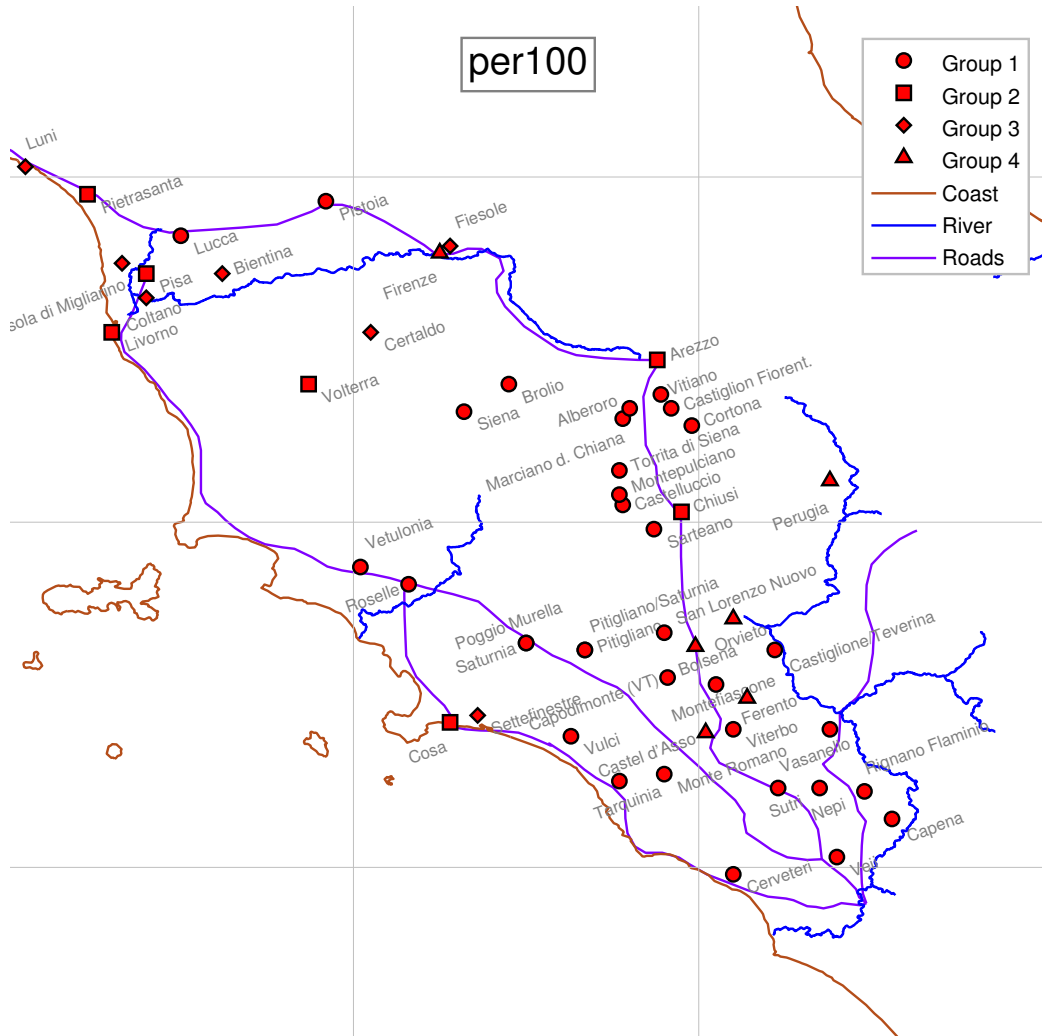 per100
Group 1
Group 2
Group 3
Group 4
Coast
River
Roads
Luni
Pietrasanta
Lucca
Pistoia
Fiesole
Firenze
Bientina
Pisa
sola di Migliarino
Coltano
Livorno
Certaldo
Volterra
Siena
Brolio
Arezzo
Vitiano
Castiglion Fiorent.
Alberoro
Cortona
Marciano d. Chiana
Torrita di Siena
Montepulciano
Castelluccio
Chiusi
Sarteano
Perugia
Vetulonia
Roselle
Poggio Murella
Saturnia
Pitigliano/Saturnia
Pitigliano
San Lorenzo Nuovo
Orvieto
Bolsena
Castiglione Teverina
Capodimonte (VT)
Montefiascone
Settefinestre
Cosa
Ferento
Viterbo
Vulci
Castel d'Asso
Tarquinia
Monte Romano
Vasanello
Rignano Flaminio
Sutri
Nepi
Capena
Veii
Cerveteri